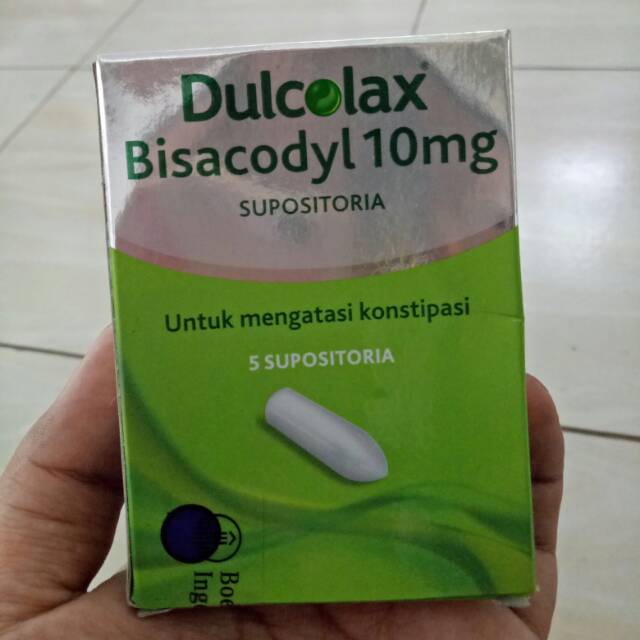 Dulcolax®
Bisacodyl 10mg
SUPOSITORIA
Untuk mengatasi konstipasi
5 SUPOSITORIA